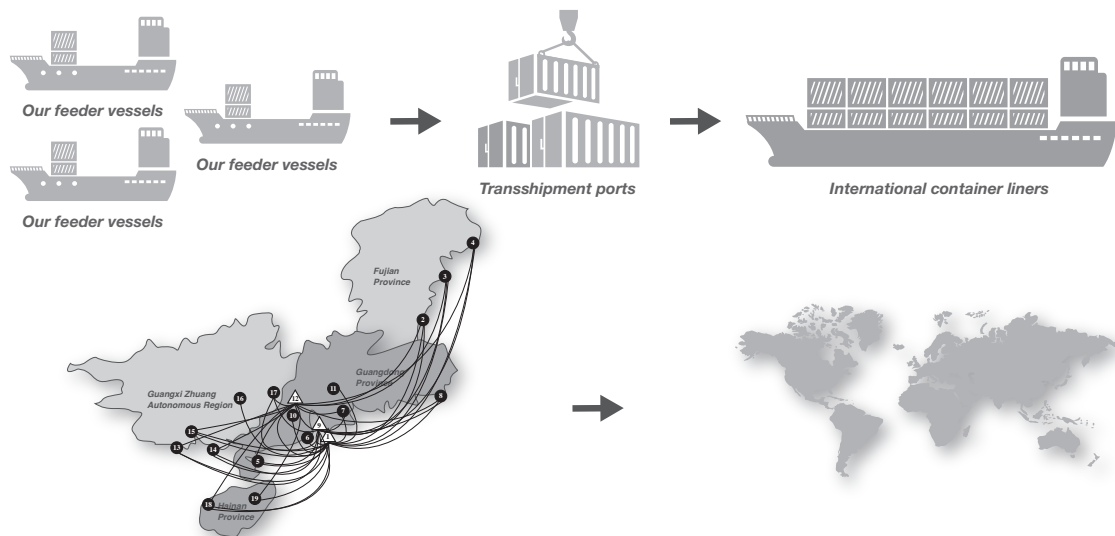 Our feeder vessels
Our feeder vessels
Our feeder vessels
Transshipment ports
International container liners
4
Fujian
Province
3
2
Guangdong
Province
17
11
16
12
8
Guangxi Zhuang
Autonomous Region
7
10
9
15
6
1
13
14
5
19
18
Hainan
Province